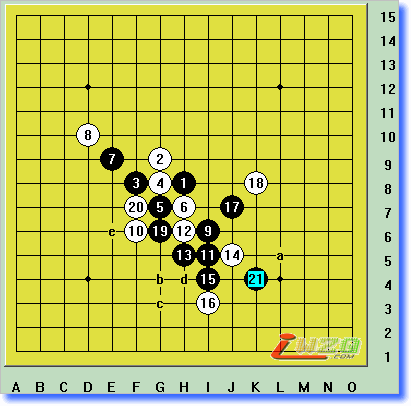 15
14
13
12
11
8 10
7 2 9
3 4 1 18 8
20 5 6 17 7
e 10 19 12 9 6
13 11 14 a 5
b d 15 21 4
c 16 3
2
.COM 1
A B C D E F G H I J K L M N O